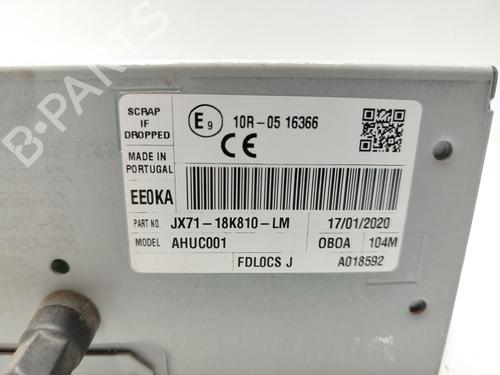 B-PARTS
SCRAP
IF
DROPPED
E9
10R-05 16366
CE
MADE IN
PORTUGAL
EE0KA
PART NO. JX71-18K810-LM 17/01/2020
MODEL AHUC001 0B0A 104M
FDLOCS J A018592